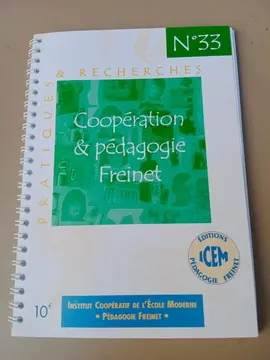 N°33
PRATIQUES & RECHERCHES
Coopération
& pédagogie
Freinet
ÉDITIONS
ICEM
PÉDAGOGIE FREINET
10€
INSTITUT COOPÉRATIF DE L'ÉCOLE MODERNE
* PÉDAGOGIE FREINET *